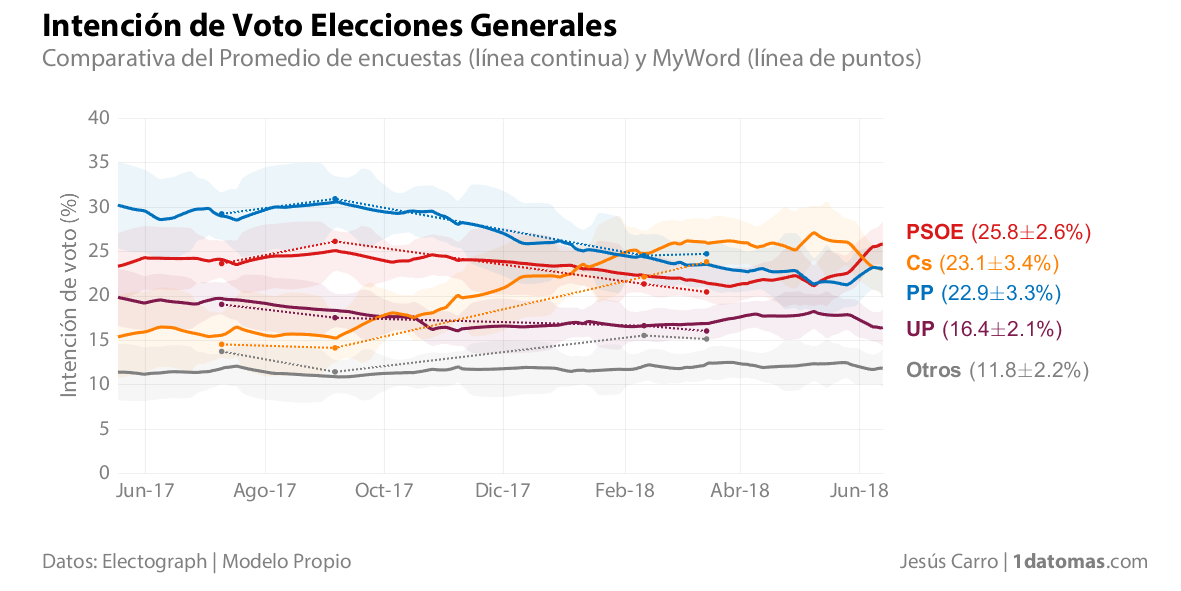 Intención de Voto Elecciones Generales
Comparativa del Promedio de encuestas (línea continua) y MyWord (línea de puntos)
Intención de voto (%)
40
35
30
25
20
15
10
5
0
Jun-17 Ago-17 Oct-17 Dic-17 Feb-18 Abr-18 Jun-18
PSOE (25.8±2.6%)
Cs (23.1±3.4%)
PP (22.9±3.3%)
UP (16.4±2.1%)
Otros (11.8±2.2%)
Datos: Electograph | Modelo Propio
Jesús Carro | 1datomas.com